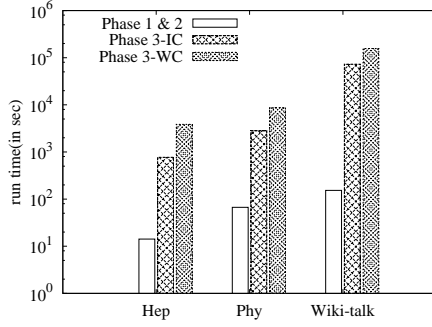 Phase 1 & 2
Phase 3-IC
Phase 3-WC
run time(in sec)
10^6
10^5
10^4
10^3
10^2
10^1
10^0
Hep Phy Wiki-talk